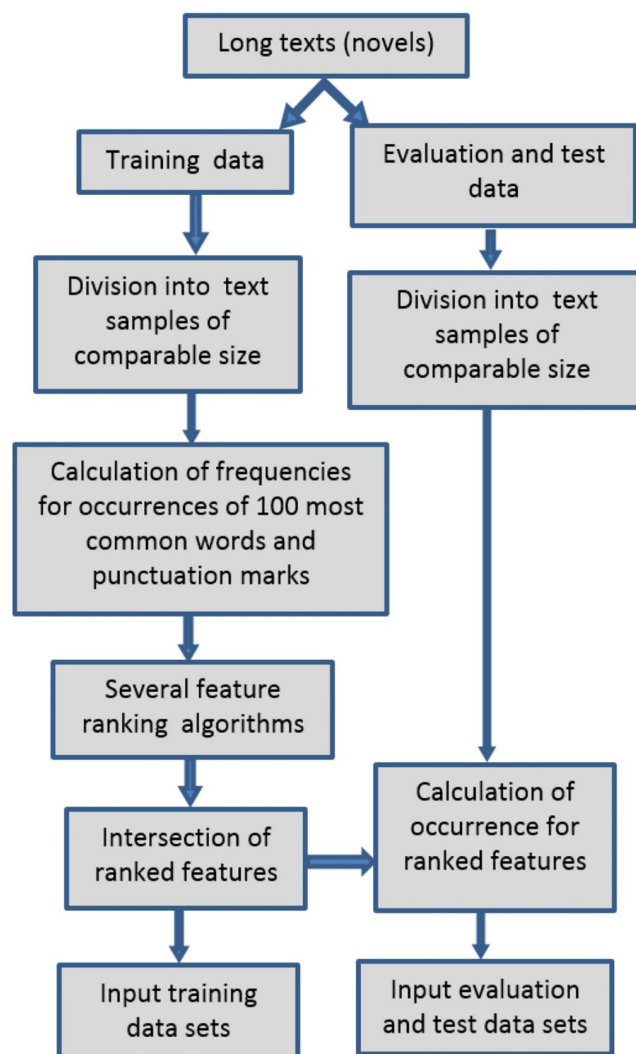 Long texts (novels)
Training data
Evaluation and test
data
Division into text
samples of
comparable size
Division into text
samples of
comparable size
Calculation of frequencies
for occurrences of 100 most
common words and
punctuation marks
Several feature
ranking algorithms
Intersection of
ranked features
Calculation of
occurrence for
ranked features
Input training
data sets
Input evaluation
and test data sets